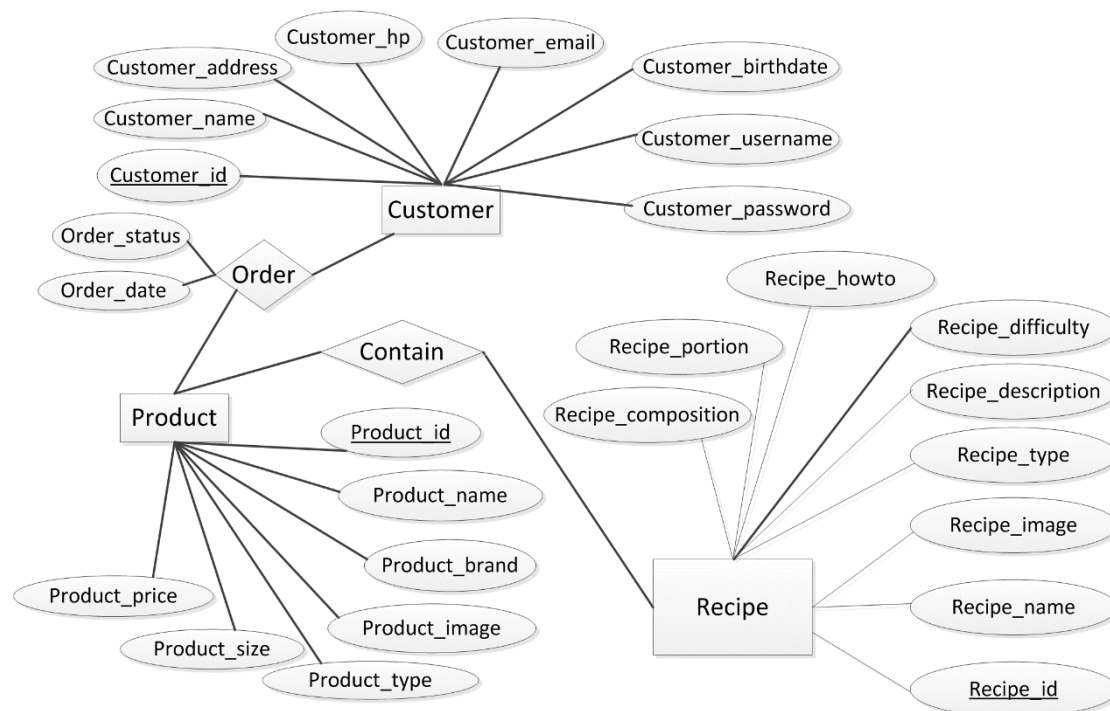 Customer_hp
Customer_email
Customer_address
Customer_birthdate
Customer_name
Customer_username
Customer_id
Customer_password
Customer
Order_status
Order
Order_date
Recipe_howto
Recipe_difficulty
Contain
Recipe_portion
Recipe_description
Recipe_composition
Product
Product_id
Recipe_type
Product_name
Recipe_image
Product_brand
Product_price
Recipe
Recipe_name
Product_image
Product_size
Product_type
Recipe_id